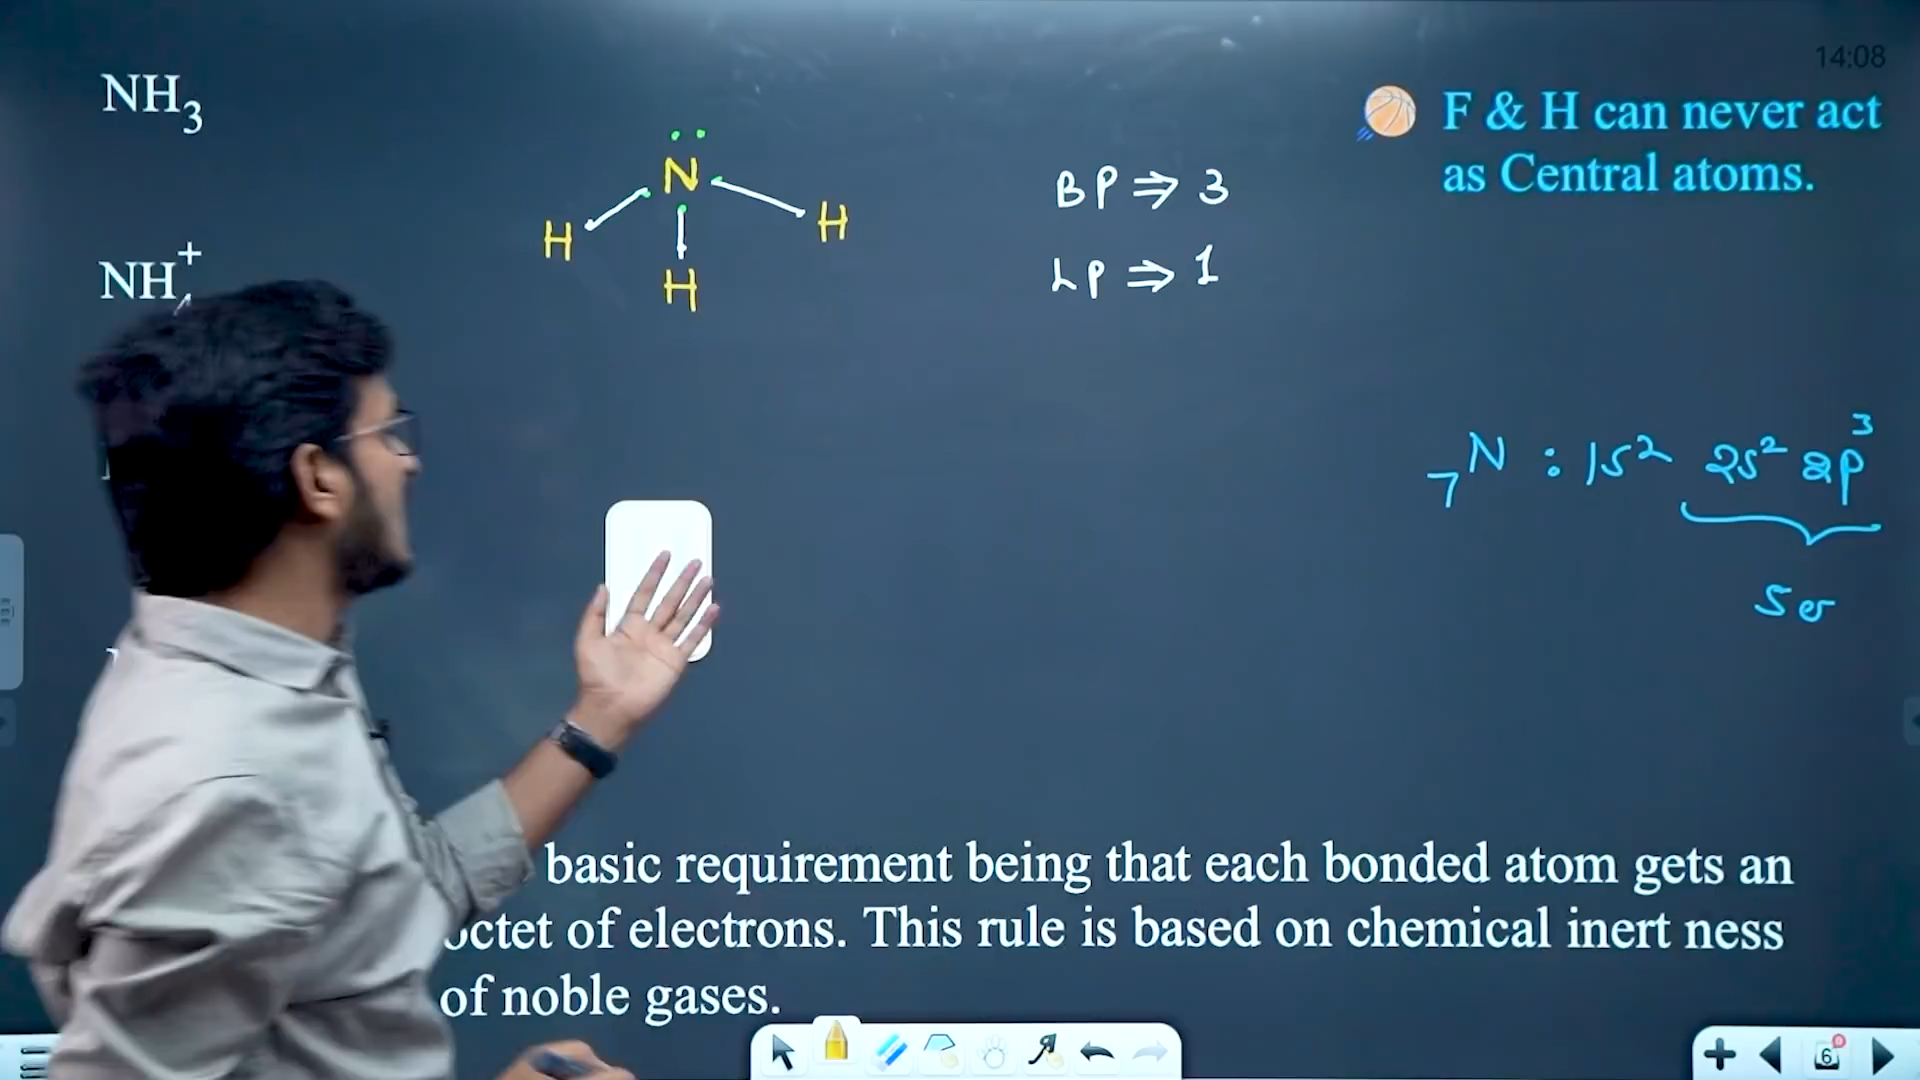 14:08
NH₃
F & H can never act
as Central atoms.
N
H
H
H
BP ⇒ 3
LP ⇒ 1
NH⁺
₇N : 1s² 2s² 2p³
5e⁻
basic requirement being that each bonded atom gets an
octet of electrons. This rule is based on chemical inert ness
of noble gases.
6